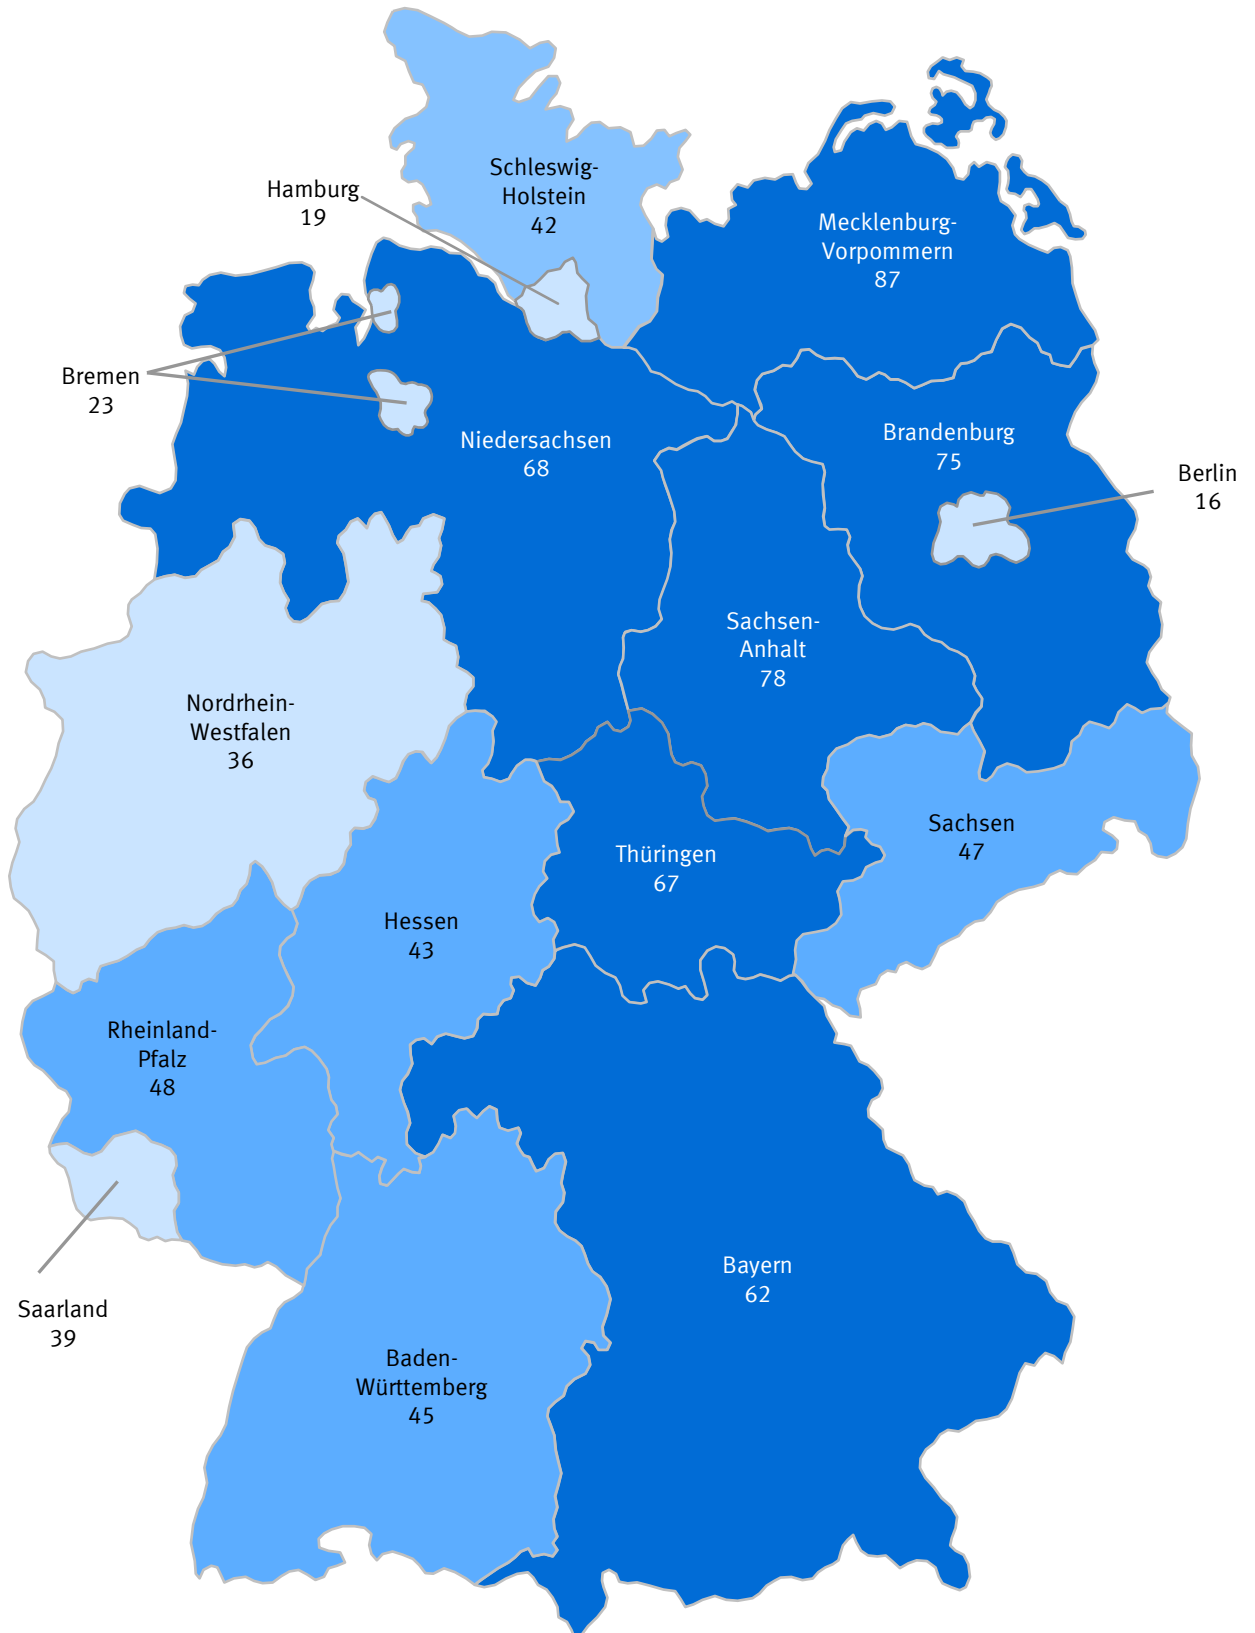 Schleswig-
Holstein
42
Hamburg
19
Mecklenburg-
Vorpommern
87
Bremen
23
Niedersachsen
68
Brandenburg
75
Berlin
16
Sachsen-
Anhalt
78
Nordrhein-
Westfalen
36
Sachsen
47
Thüringen
67
Hessen
43
Rheinland-
Pfalz
48
Bayern
62
Saarland
39
Baden-
Württemberg
45